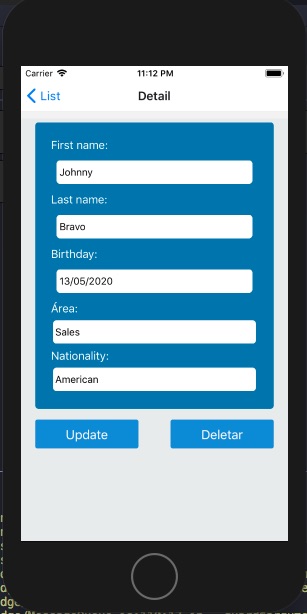 Carrier 11:12 PM
List Detail
First name:
Johnny
Last name:
Bravo
Birthday:
13/05/2020
Área:
Sales
Nationality:
American
Update Deletar